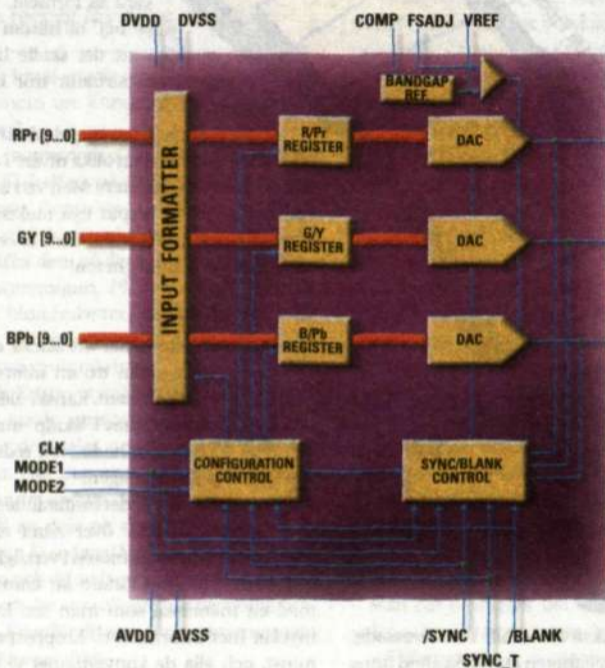 DVDD DVSS COMP FSADJ VREF
BANDGAP
REF.
RPr [9...0]
INPUT FORMATTER
R/Pr
REGISTER
DAC
GY [9...0]
G/Y
REGISTER
DAC
BPb [9...0]
B/Pb
REGISTER
DAC
CLK
MODE1
MODE2
CONFIGURATION
CONTROL
SYNC/BLANK
CONTROL
AVDD AVSS /SYNC /BLANK
SYNC_T